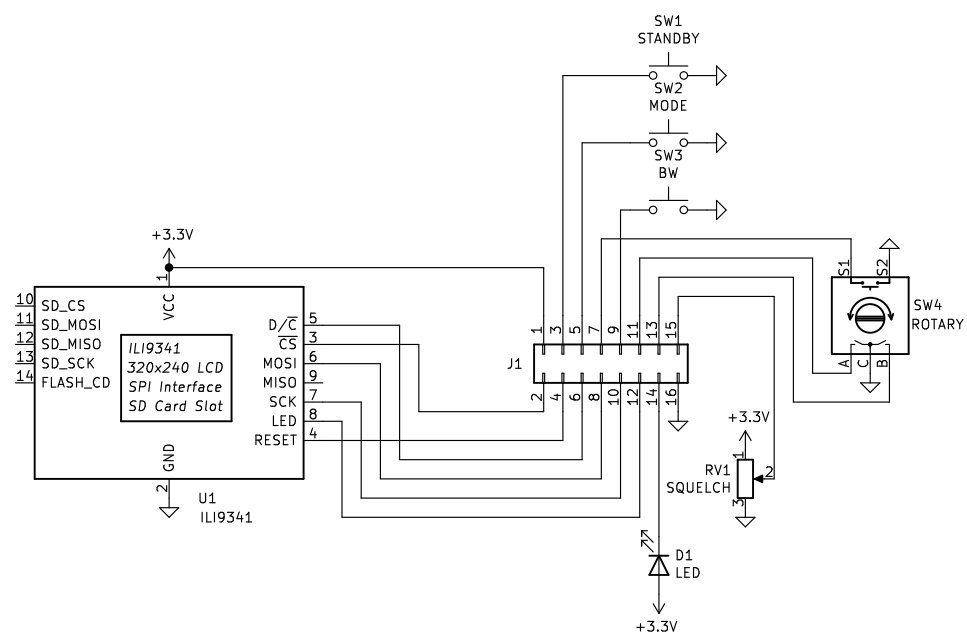 SW1
STANDBY
SW2
MODE
SW3
BW
+3.3V
1
VCC
10 SD_CS
11 SD_MOSI
12 SD_MISO
13 SD_SCK
14 FLASH_CD
ILI9341
320x240 LCD
SPI Interface
SD Card Slot
D/C 5
CS 3
MOSI 6
MISO 9
SCK 7
LED 8
RESET 4
GND
2
U1
ILI9341
J1
1 3 5 7 9 11 13 15
2 4 6 8 10 12 14 16
S1 S2
SW4
ROTARY
A C B
+3.3V
1
RV1 2
SQUELCH
3
D1
LED
+3.3V